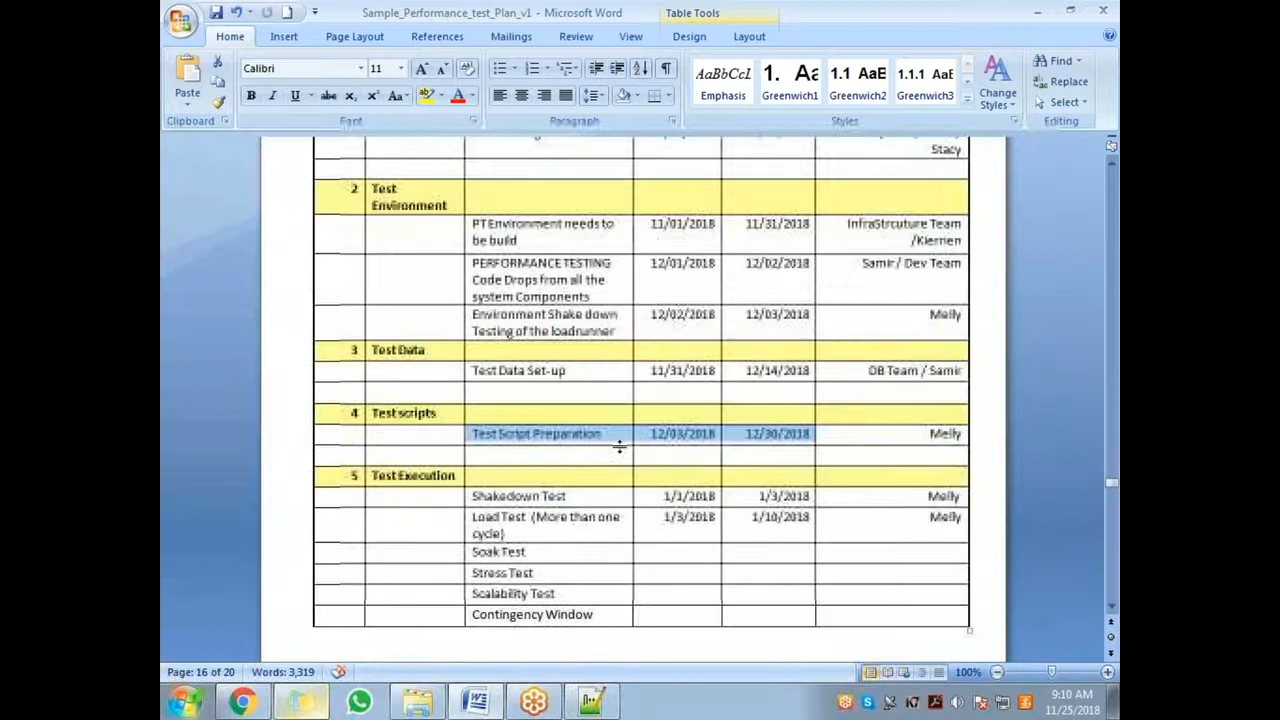 Sample_Performance_test_Plan_v1 - Microsoft Word
Table Tools
Home Insert Page Layout References Mailings Review View Design Layout
Paste
Calibri 11
AaBbCcL 1. Aa 1.1 AaE 1.1.1 AaE
Emphasis Greenwich1 Greenwich2 Greenwich3
Change Styles
Find
Replace
Select
Clipboard Font Paragraph Styles Editing
Stacy
2 Test
Environment
PT Environment needs to 11/01/2018 11/31/2018 InfraStrcuture Team
be build /Kiernen
PERFORMANCE TESTING 12/01/2018 12/02/2018 Samir / Dev Team
Code Drops from all the
system Components
Environment Shake down 12/02/2018 12/03/2018 Melly
Testing of the loadrunner
3 Test Data
Test Data Set-up 11/31/2018 12/14/2018 DB Team / Samir
4 Test scripts
Test Script Preparation 12/03/2018 12/30/2018 Melly
5 Test Execution
Shakedown Test 1/1/2018 1/3/2018 Melly
Load Test (More than one 1/3/2018 1/10/2018 Melly
cycle)
Soak Test
Stress Test
Scalability Test
Contingency Window
Page: 16 of 20 Words: 3,319 100%
9:10 AM
11/25/2018